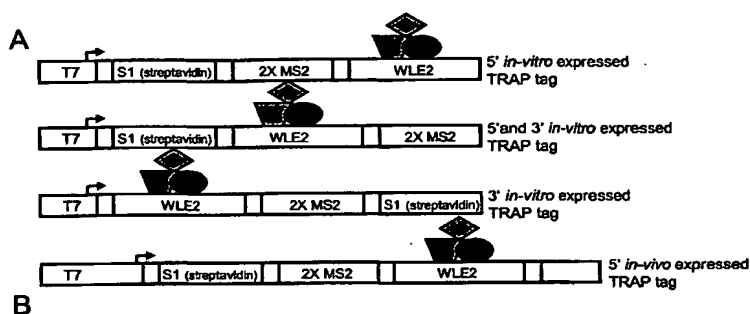 A
T7 S1 (streptavidin) 2X MS2 WLE2 5' in-vitro expressed
TRAP tag
T7 S1 (streptavidin) WLE2 2X MS2 5'and 3' in-vitro expressed
TRAP tag
T7 WLE2 2X MS2 S1 (streptavidin) 3' in-vitro expressed
TRAP tag
T7 S1 (streptavidin) 2X MS2 WLE2 5' in-vivo expressed
TRAP tag
B